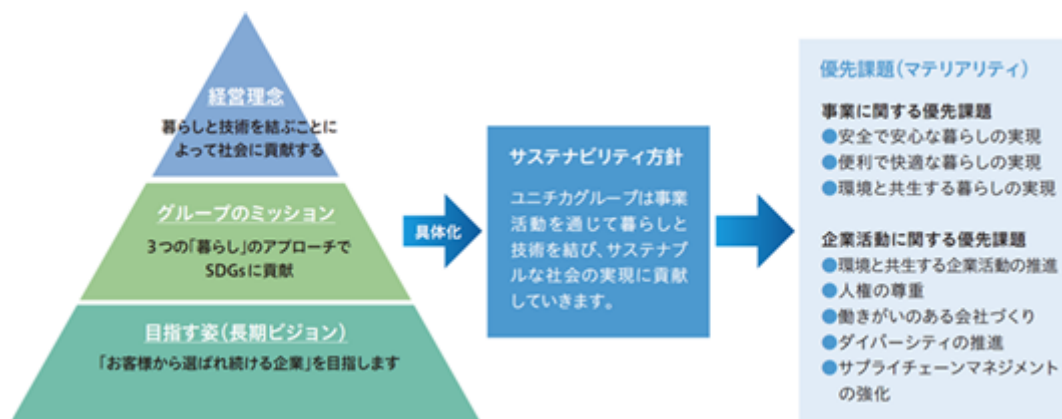 経営理念
暮らしと技術を結ぶことに
よって社会に貢献する
グループのミッション
3つの「暮らし」のアプローチで
SDGsに貢献
目指す姿(長期ビジョン)
「お客様から選ばれ続ける企業」を目指します
具体化
サステナビリティ方針
ユニチカグループは事業
活動を通じて暮らしと
技術を結び、サステナブ
ルな社会の実現に貢献
していきます。
優先課題(マテリアリティ)
事業に関する優先課題
●安全で安心な暮らしの実現
●便利で快適な暮らしの実現
●環境と共生する暮らしの実現
企業活動に関する優先課題
●環境と共生する企業活動の推進
●人権の尊重
●働きがいのある会社づくり
●ダイバーシティの推進
●サプライチェーンマネジメント
の強化